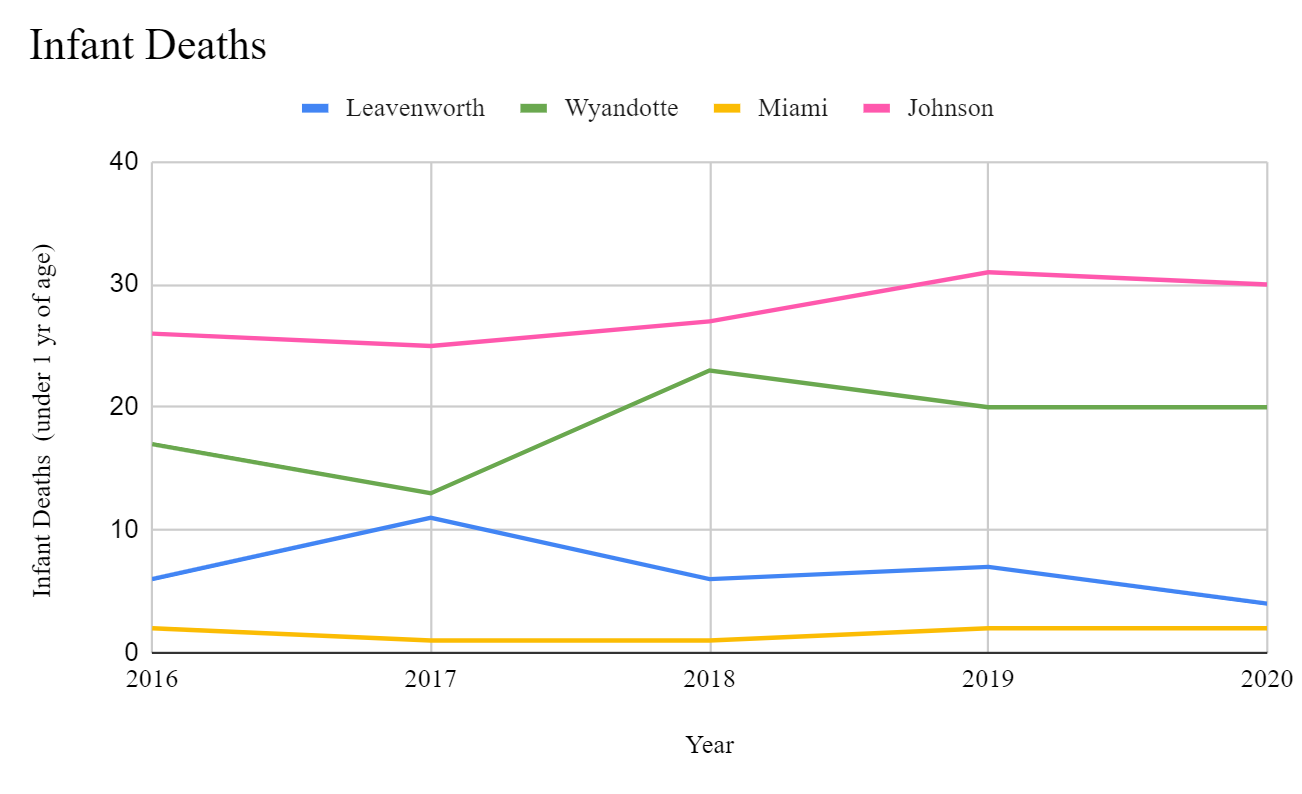 Infant Deaths
Leavenworth Wyandotte Miami Johnson
40
30
20
10
0
Infant Deaths (under 1 yr of age)
2016 2017 2018 2019 2020
Year